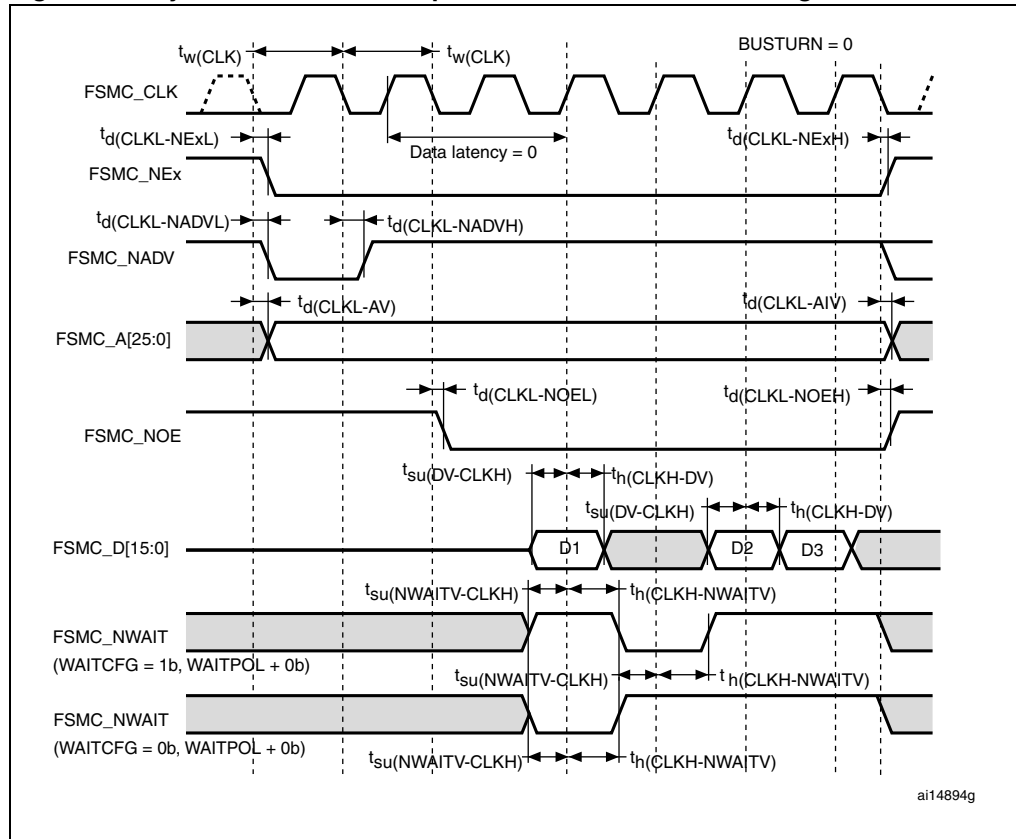 BUSTURN = 0
tw(CLK) tw(CLK)
FSMC_CLK
td(CLKL-NExL) Data latency = 0 td(CLKL-NExH)
FSMC_NEx
td(CLKL-NADVL) td(CLKL-NADVH)
FSMC_NADV
td(CLKL-AV) td(CLKL-AIV)
FSMC_A[25:0]
td(CLKL-NOEL) td(CLKL-NOEH)
FSMC_NOE
tsu(DV-CLKH) th(CLKH-DV)
tsu(DV-CLKH) th(CLKH-DV)
FSMC_D[15:0] D1 D2 D3
tsu(NWAITV-CLKH) th(CLKH-NWAITV)
FSMC_NWAIT
(WAITCFG = 1b, WAITPOL + 0b)
tsu(NWAITV-CLKH) th(CLKH-NWAITV)
FSMC_NWAIT
(WAITCFG = 0b, WAITPOL + 0b)
tsu(NWAITV-CLKH) th(CLKH-NWAITV)
ai14894g